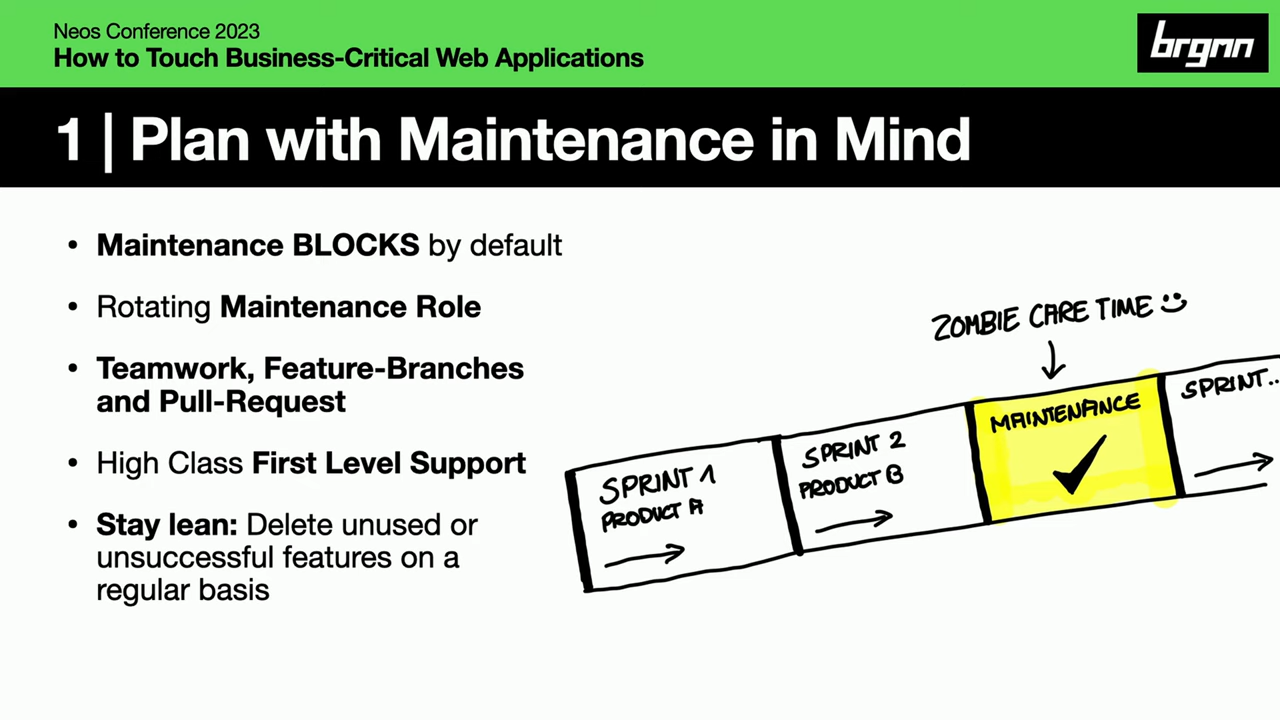 Neos Conference 2023
How to Touch Business-Critical Web Applications
brgnn
1 | Plan with Maintenance in Mind
• Maintenance BLOCKS by default
• Rotating Maintenance Role
• Teamwork, Feature-Branches
and Pull-Request
• High Class First Level Support
• Stay lean: Delete unused or
unsuccessful features on a
regular basis
ZOMBIE CARE TIME
SPRINT 1
PRODUCT A
SPRINT 2
PRODUCT B
MAINTENANCE
SPRINT...